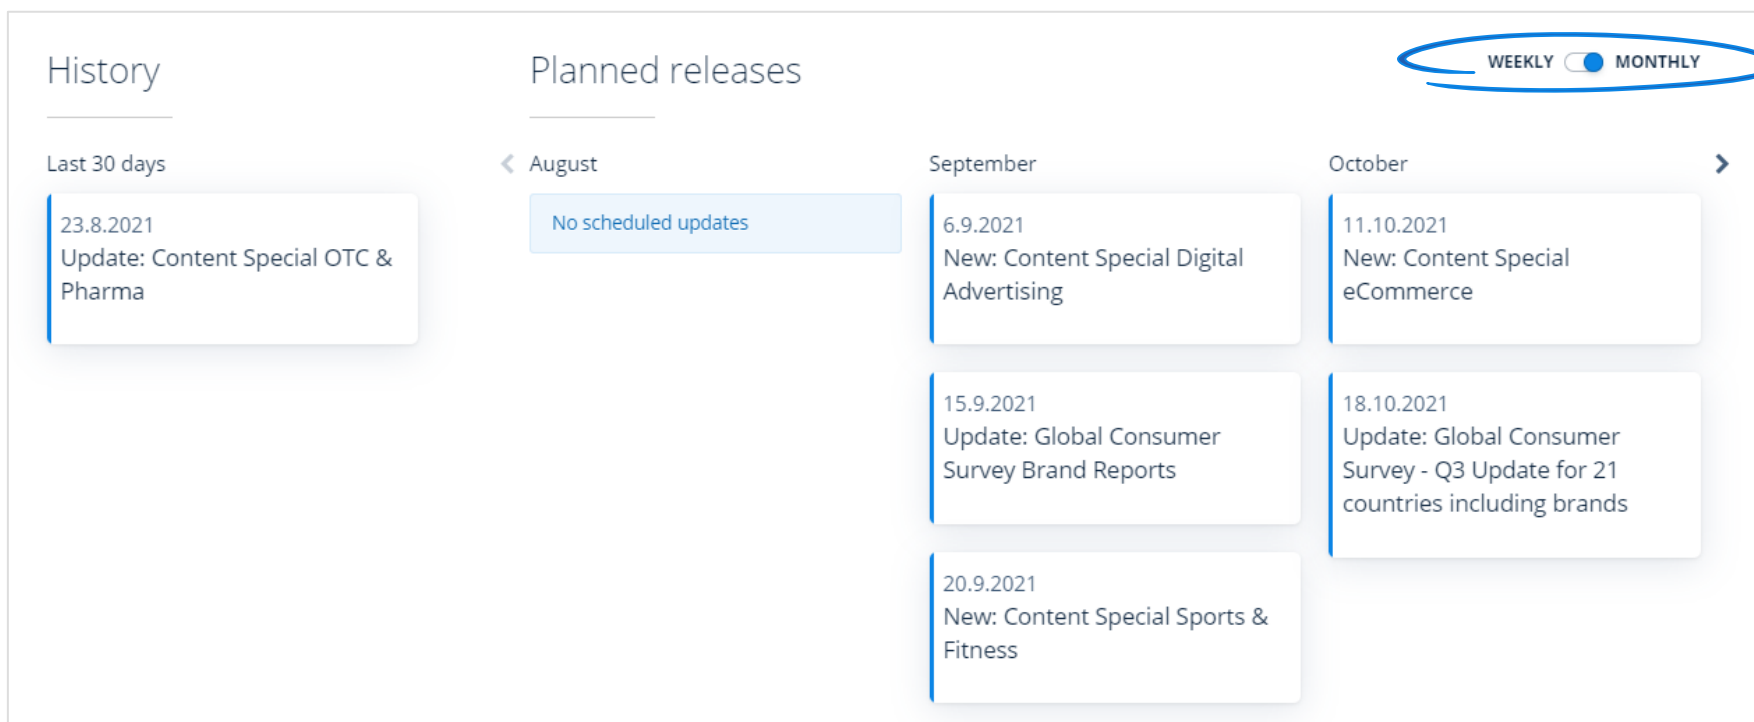 History
Planned releases
WEEKLY MONTHLY
Last 30 days
August
September
October
23.8.2021
Update: Content Special OTC &
Pharma
No scheduled updates
6.9.2021
New: Content Special Digital
Advertising
15.9.2021
Update: Global Consumer
Survey Brand Reports
20.9.2021
New: Content Special Sports &
Fitness
11.10.2021
New: Content Special
eCommerce
18.10.2021
Update: Global Consumer
Survey - Q3 Update for 21
countries including brands